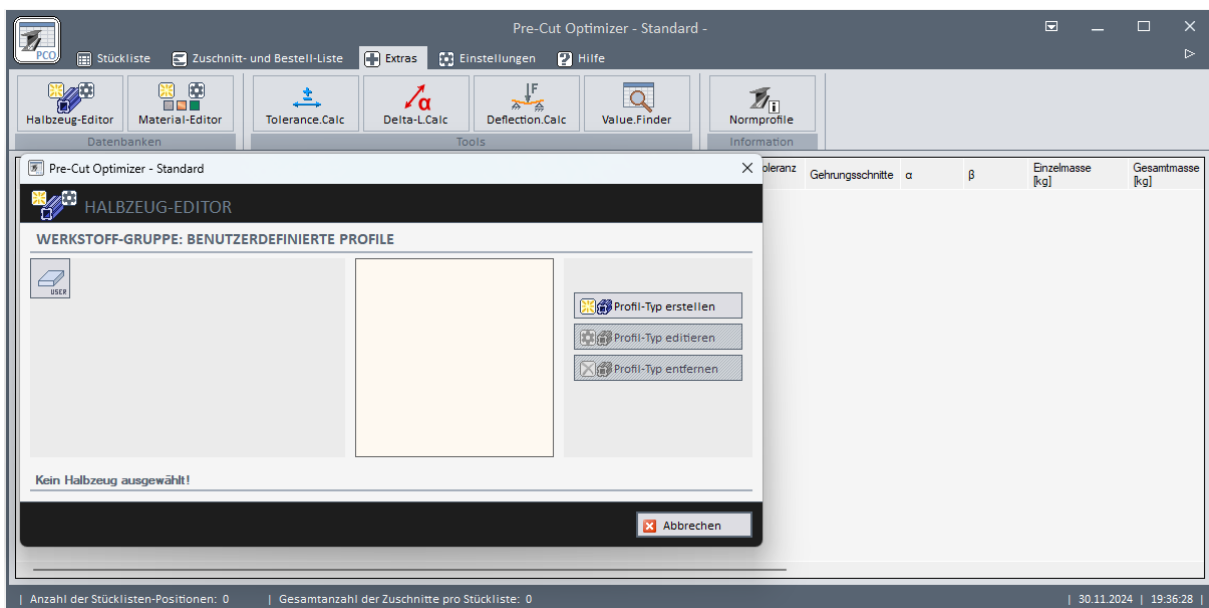 Pre-Cut Optimizer - Standard -
PCO
Stückliste Zuschnitt- und Bestell-Liste Extras Einstellungen Hilfe
Halbzeug-Editor Material-Editor Tolerance.Calc Delta-L.Calc Deflection.Calc Value.Finder Normprofile
Datenbanken Tools Information
Pre-Cut Optimizer - Standard
Gehrungsschnitte α β Einzelmasse [kg] Gesamtmasse [kg]
HALBZEUG-EDITOR
WERKSTOFF-GRUPPE: BENUTZERDEFINIERTE PROFILE
USER
Profil-Typ erstellen
Profil-Typ editieren
Profil-Typ entfernen
Kein Halbzeug ausgewählt!
Abbrechen
| Anzahl der Stücklisten-Positionen: 0 | Gesamtanzahl der Zuschnitte pro Stückliste: 0 | 30.11.2024 | 19:36:28 |